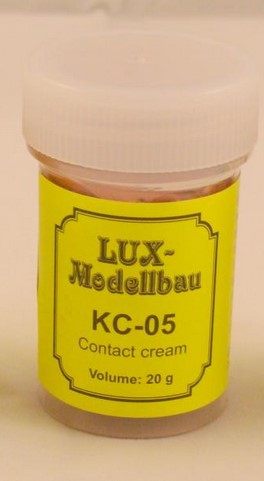 LUX-
Modellbau
KC-05
Contact cream
Volume: 20 g